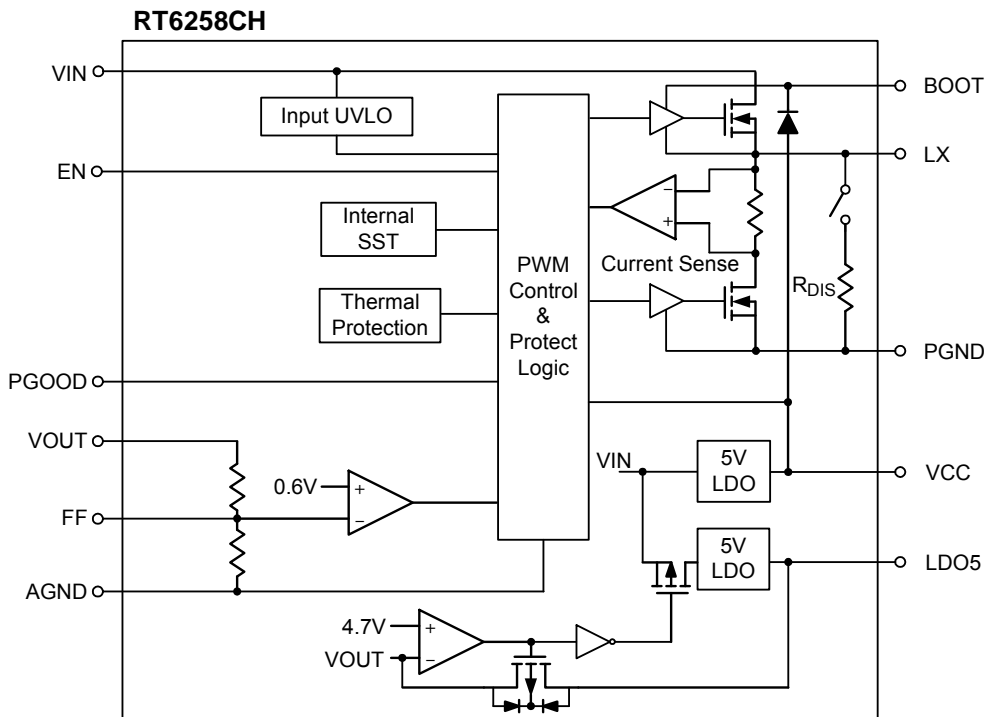 RT6258CH
VIN
BOOT
Input UVLO
LX
EN
Internal
SST
Current Sense
PWM
Control
&
Protect
Logic
RDIS
Thermal
Protection
PGND
PGOOD
VOUT
VIN
5V
LDO
VCC
0.6V
FF
5V
LDO
LDO5
AGND
4.7V
VOUT
+
-
+
-
-
+